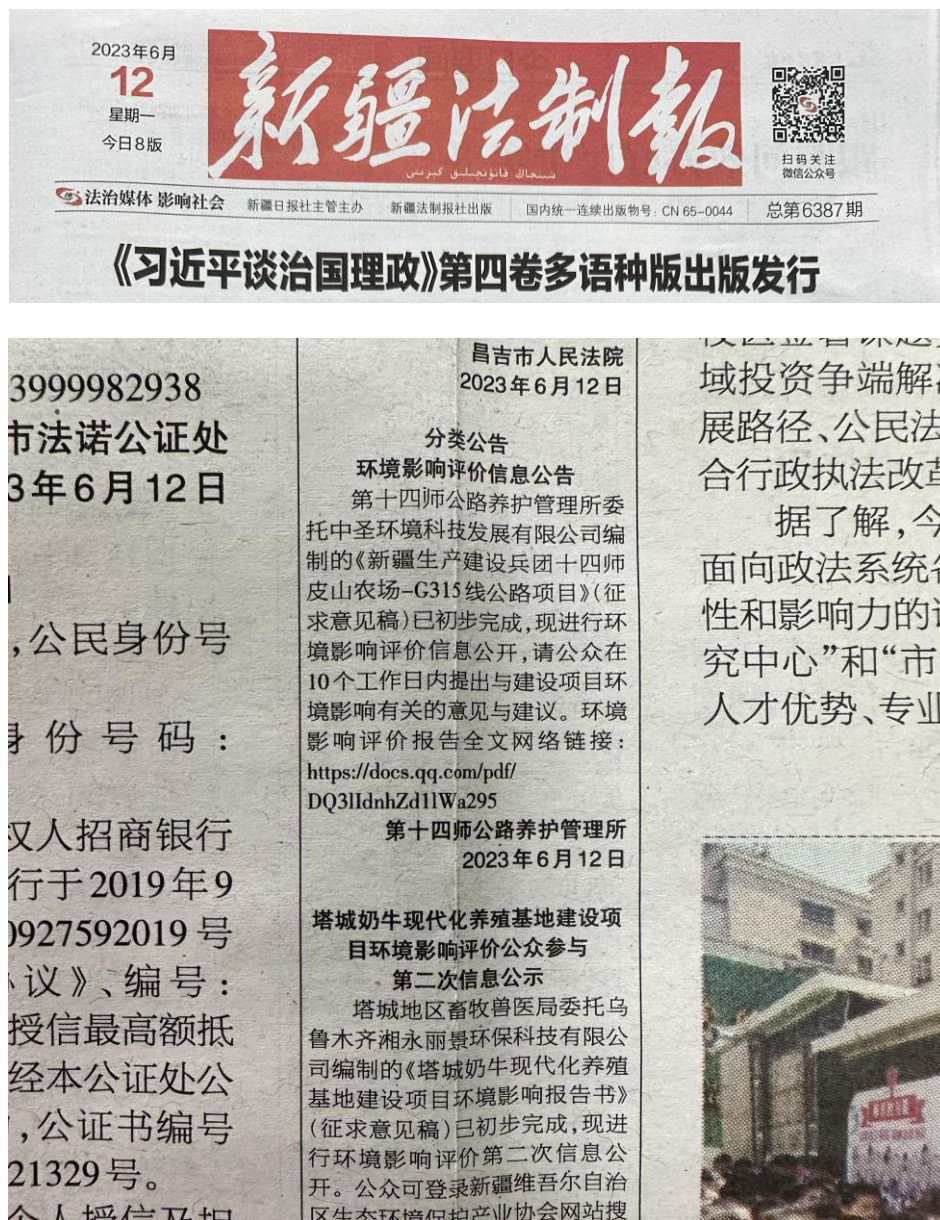 2023年6月
12
星期一
今日8版
新疆法制报
شىنجاڭ قانۇنچىلىق گېزىتى
扫码关注
微信公众号
法治媒体 影响社会
新疆日报社主管主办
新疆法制报社出版
国内统一连续出版物号：CN 65-0044
总第6387期
《习近平谈治国理政》第四卷多语种版出版发行
3999982938
市法诺公证处
3年6月12日
,公民身份号
身份号码：
权人招商银行
行于2019年9
0927592019号
议》、编号：
授信最高额抵
经本公证处公
,公证书编号
21329号。
个人授信及担
昌吉市人民法院
2023年6月12日
分类公告
环境影响评价信息公告
第十四师公路养护管理所委
托中圣环境科技发展有限公司编
制的《新疆生产建设兵团十四师
皮山农场-G315线公路项目》(征
求意见稿)已初步完成,现进行环
境影响评价信息公开,请公众在
10个工作日内提出与建设项目环
境影响有关的意见与建议。环境
影响评价报告全文网络链接：
https://docs.qq.com/pdf/
DQ3lIdnhZd1lWa295
第十四师公路养护管理所
2023年6月12日
塔城奶牛现代化养殖基地建设项
目环境影响评价公众参与
第二次信息公示
塔城地区畜牧兽医局委托乌
鲁木齐湘永丽景环保科技有限公
司编制的《塔城奶牛现代化养殖
基地建设项目环境影响报告书》
(征求意见稿)已初步完成,现进
行环境影响评价第二次信息公
开。公众可登录新疆维吾尔自治
区生态环境保护产业协会网站搜
域投资争端解
展路径、公民法
合行政执法改革
据了解,今
面向政法系统各
性和影响力的
究中心”和“市
人才优势、专业